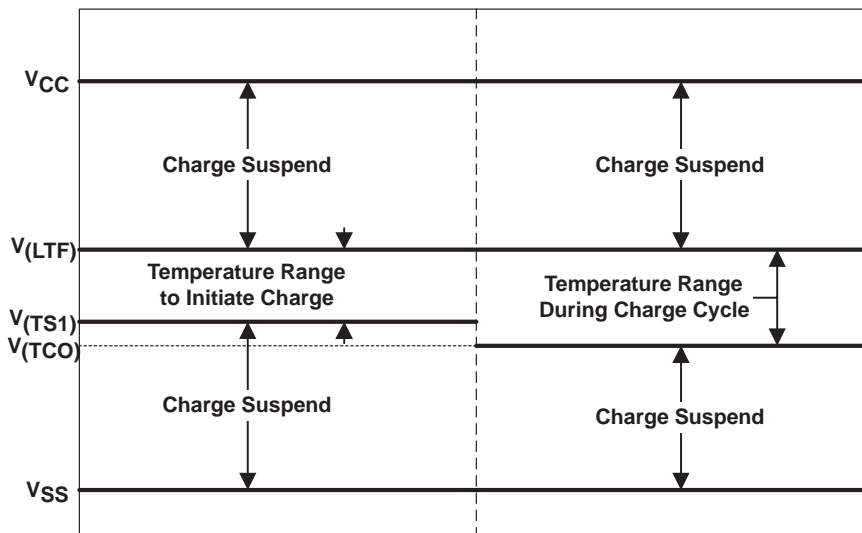 VCC
Charge Suspend
Charge Suspend
V(LTF)
Temperature Range
to Initiate Charge
Temperature Range
During Charge Cycle
V(TS1)
V(TCO)
Charge Suspend
Charge Suspend
VSS